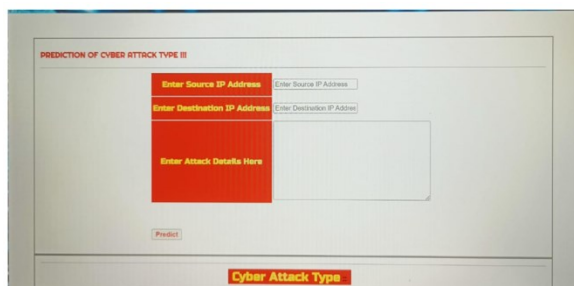 PREDICTION OF CYBER ATTACK TYPE !!!
Enter Source IP Address Enter Source IP Address
Enter Destination IP Address Enter Destination IP Addres
Enter Attack Details Here
Predict
Cyber Attack Type :